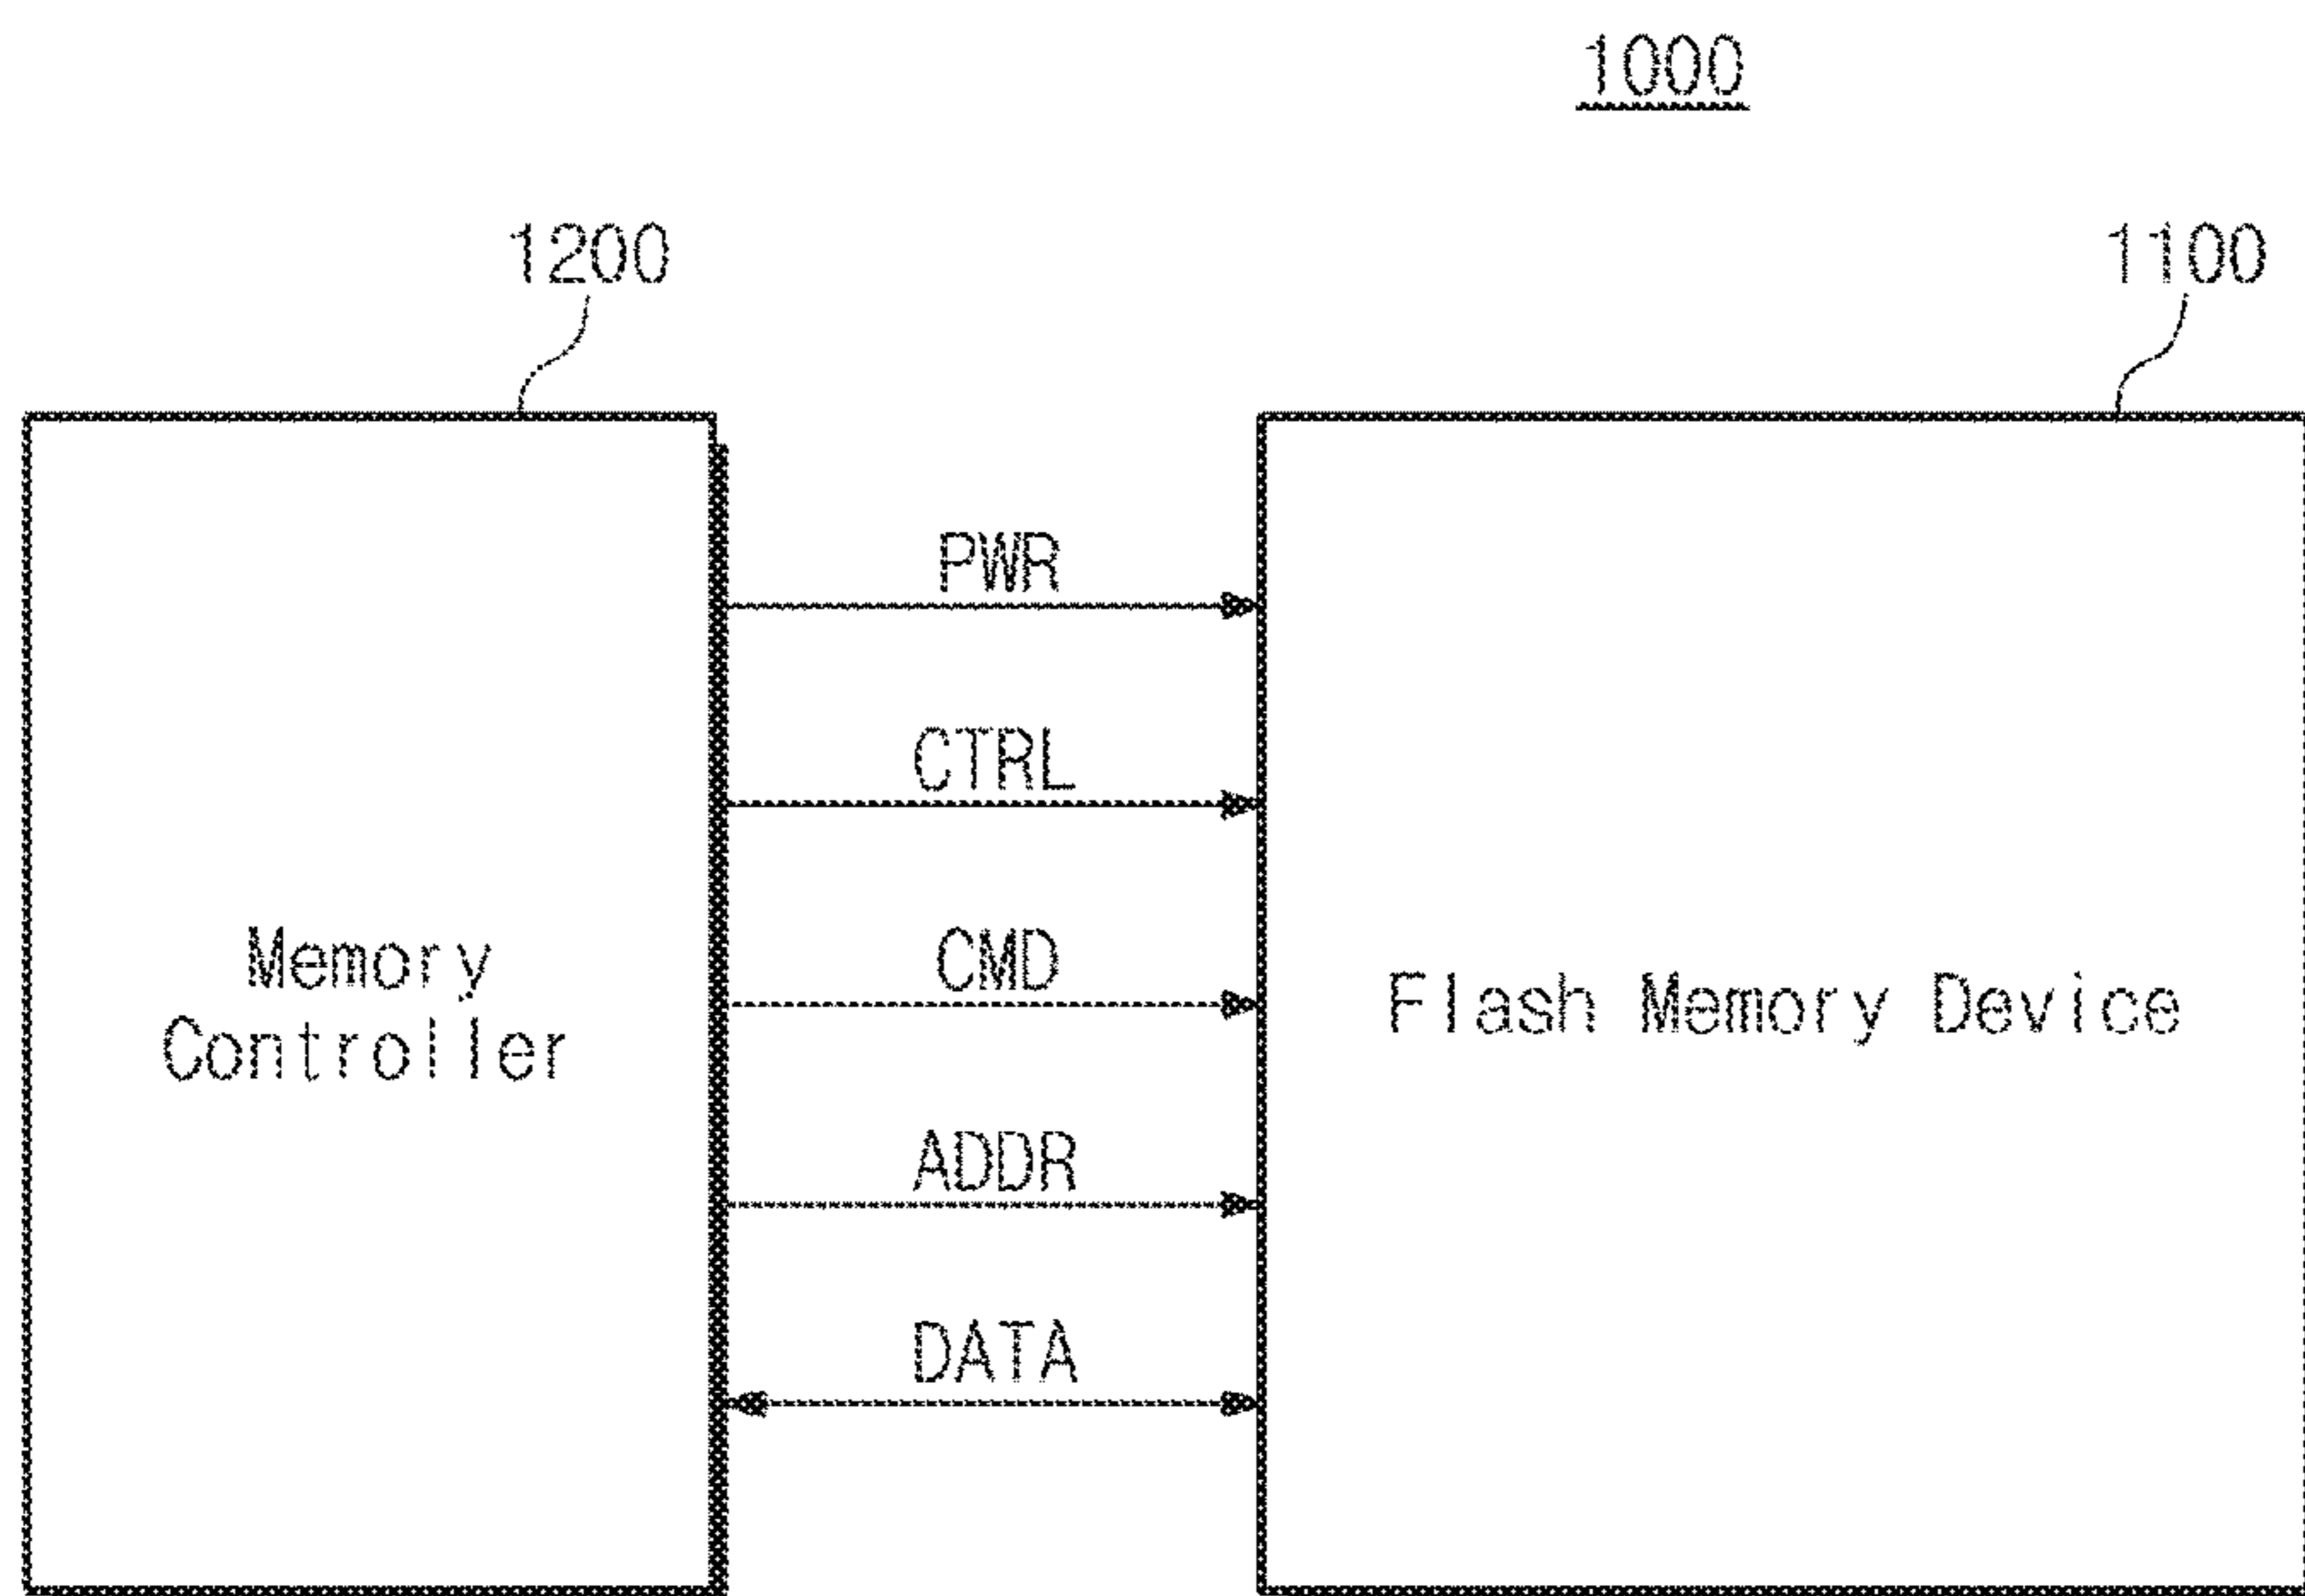 1000
1200
1100
PWR
CTRL
CMD
Memory
Controller
Flash Memory Device
ADDR
DATA